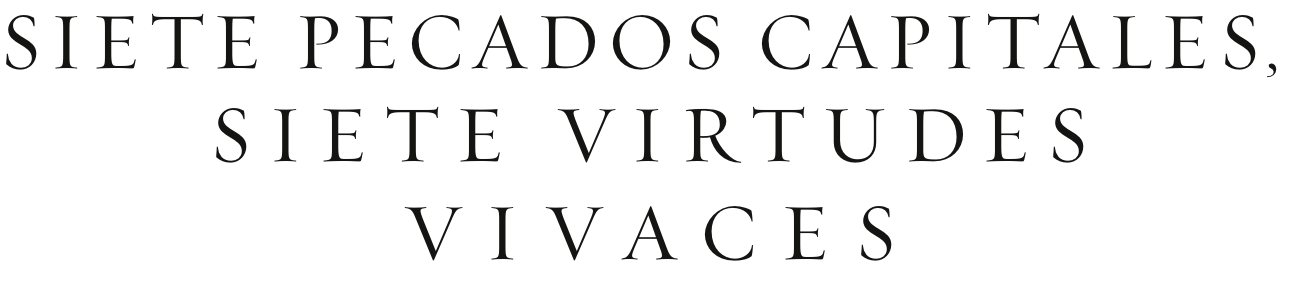 SIETE PECADOS CAPITALES,
SIETE VIRTUDES
VIVACES